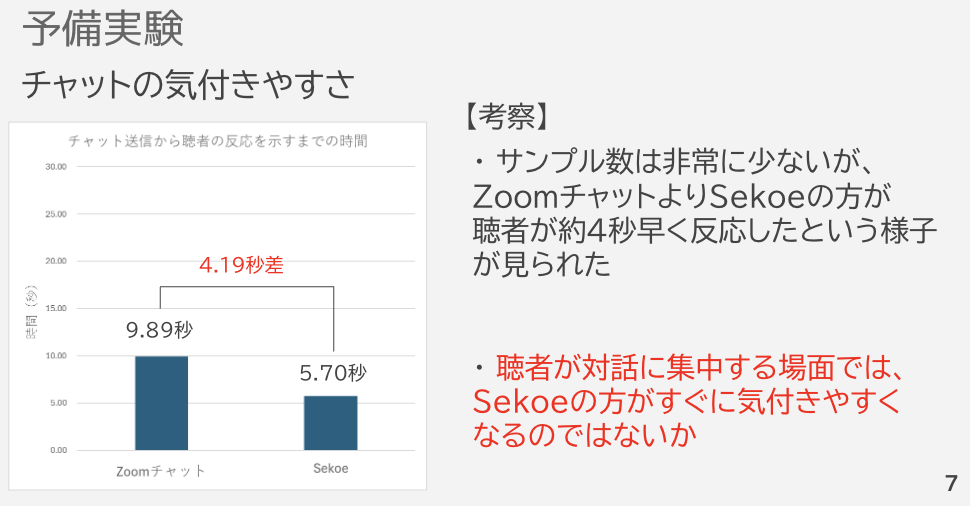 予備実験
チャットの気付きやすさ
チャット送信から聴者の反応を示すまでの時間
30.00
25.00
20.00
15.00
10.00
5.00
0.00
時間（秒）
4.19秒差
9.89秒
5.70秒
Zoomチャット
Sekoe
【考察】
・サンプル数は非常に少ないが、
ZoomチャットよりSekoeの方が
聴者が約4秒早く反応したという様子
が見られた
・聴者が対話に集中する場面では、
Sekoeの方がすぐに気付きやすく
なるのではないか
7